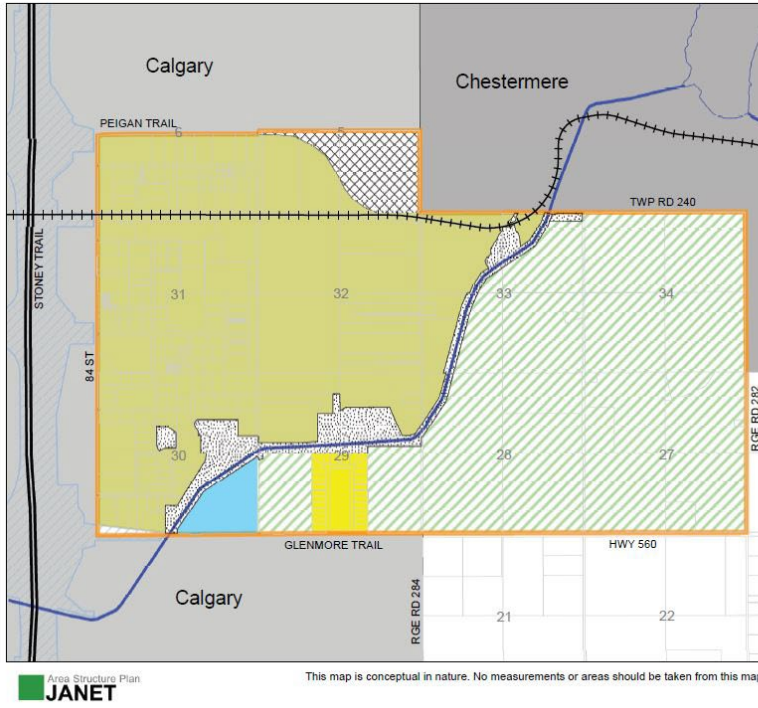 Calgary
Chestermere
PEIGAN TRAIL
6
5
TWP RD 240
STONEY TRAIL
31
32
33
34
84 ST
RGE RD 282
30
29
28
27
GLENMORE TRAIL
HWY 560
Calgary
RGE RD 284
21
22
Area Structure Plan
JANET
This map is conceptual in nature. No measurements or areas should be taken from this map